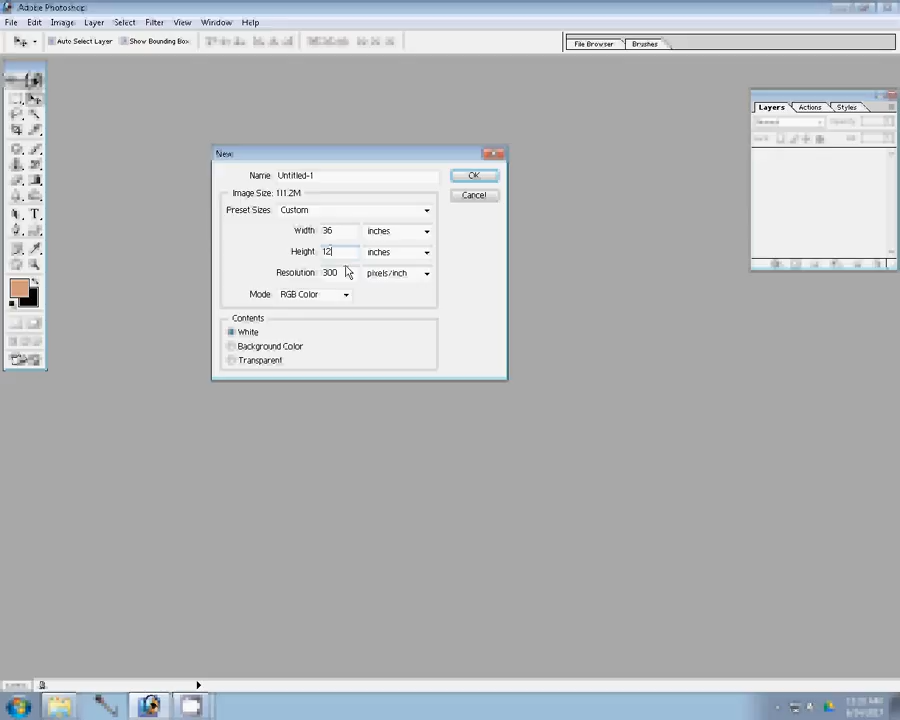 Adobe Photoshop
File Edit Image Layer Select Filter View Window Help
Auto Select Layer Show Bounding Box File Browser Brushes
Layers Actions Styles
New
Name Untitled-1 OK
Image Size: 111.2M Cancel
Preset Sizes Custom
Width 36 inches
Height 12 inches
Resolution 300 pixels/inch
Mode RGB Color
Contents
White
Background Color
Transparent